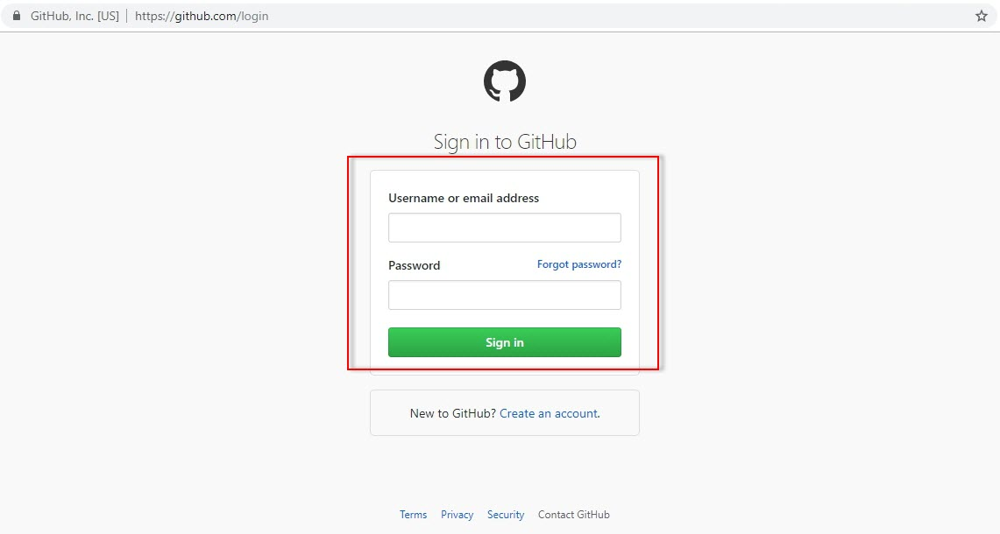 GitHub, Inc. [US] | https://github.com/login
Sign in to GitHub
Username or email address
Password Forgot password?
Sign in
New to GitHub? Create an account.
Terms Privacy Security Contact GitHub